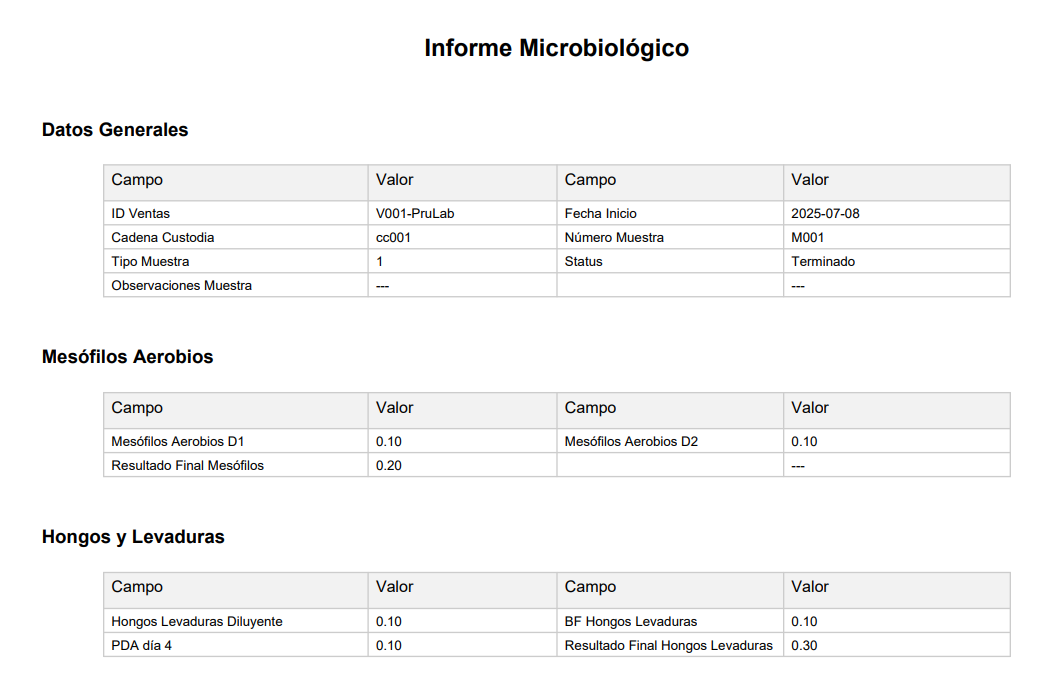 Informe Microbiológico
Datos Generales
Campo Valor Campo Valor
ID Ventas V001-PruLab Fecha Inicio 2025-07-08
Cadena Custodia cc001 Número Muestra M001
Tipo Muestra 1 Status Terminado
Observaciones Muestra --- ---
Mesófilos Aerobios
Campo Valor Campo Valor
Mesófilos Aerobios D1 0.10 Mesófilos Aerobios D2 0.10
Resultado Final Mesófilos 0.20 ---
Hongos y Levaduras
Campo Valor Campo Valor
Hongos Levaduras Diluyente 0.10 BF Hongos Levaduras 0.10
PDA día 4 0.10 Resultado Final Hongos Levaduras 0.30